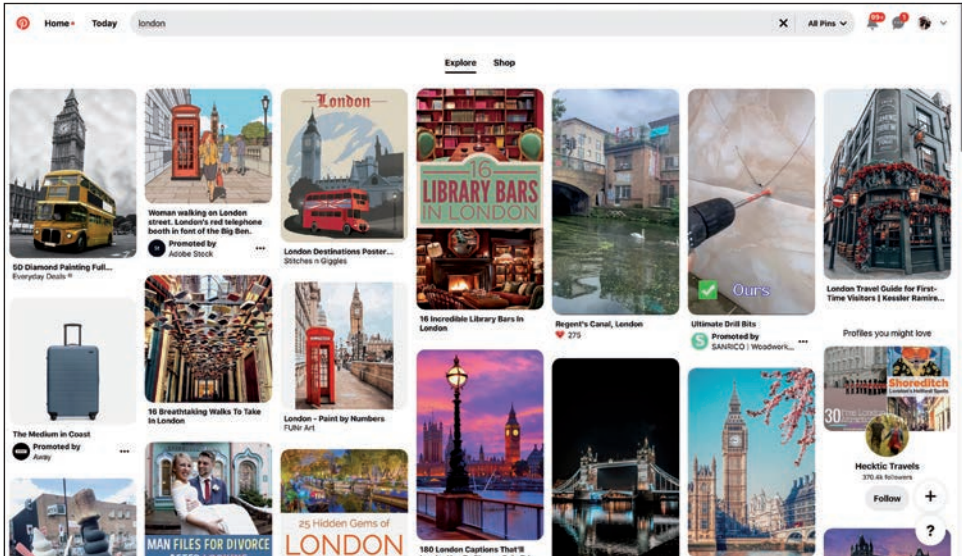 Home
Today
london
All Pins
99+
1
Explore
Shop
50 Diamond Painting Full...
Everyday Deals
Woman walking on London
street. London's red telephone
booth in font of the Big Ben.
Promoted by
Adobe Stock
London
London Destinations Poster...
Stitches n Giggles
16
LIBRARY BARS
IN LONDON
16 Incredible Library Bars In
London
Regent's Canal, London
275
Ours
Ultimate Drill Bits
S
Promoted by
SANRICO | Woodwork...
London Travel Guide for First-
Time Visitors | Kessler Ramire...
The Medium in Coast
Promoted by
Away
16 Breathtaking Walks To Take
In London
London - Paint by Numbers
FUNr Art
Profiles you might love
Shoreditch
30
Hecktic Travels
376.4k followers
Follow
+
?
MAN FILES FOR DIVORCE
25 Hidden Gems of
LONDON
180 London Captions That'll